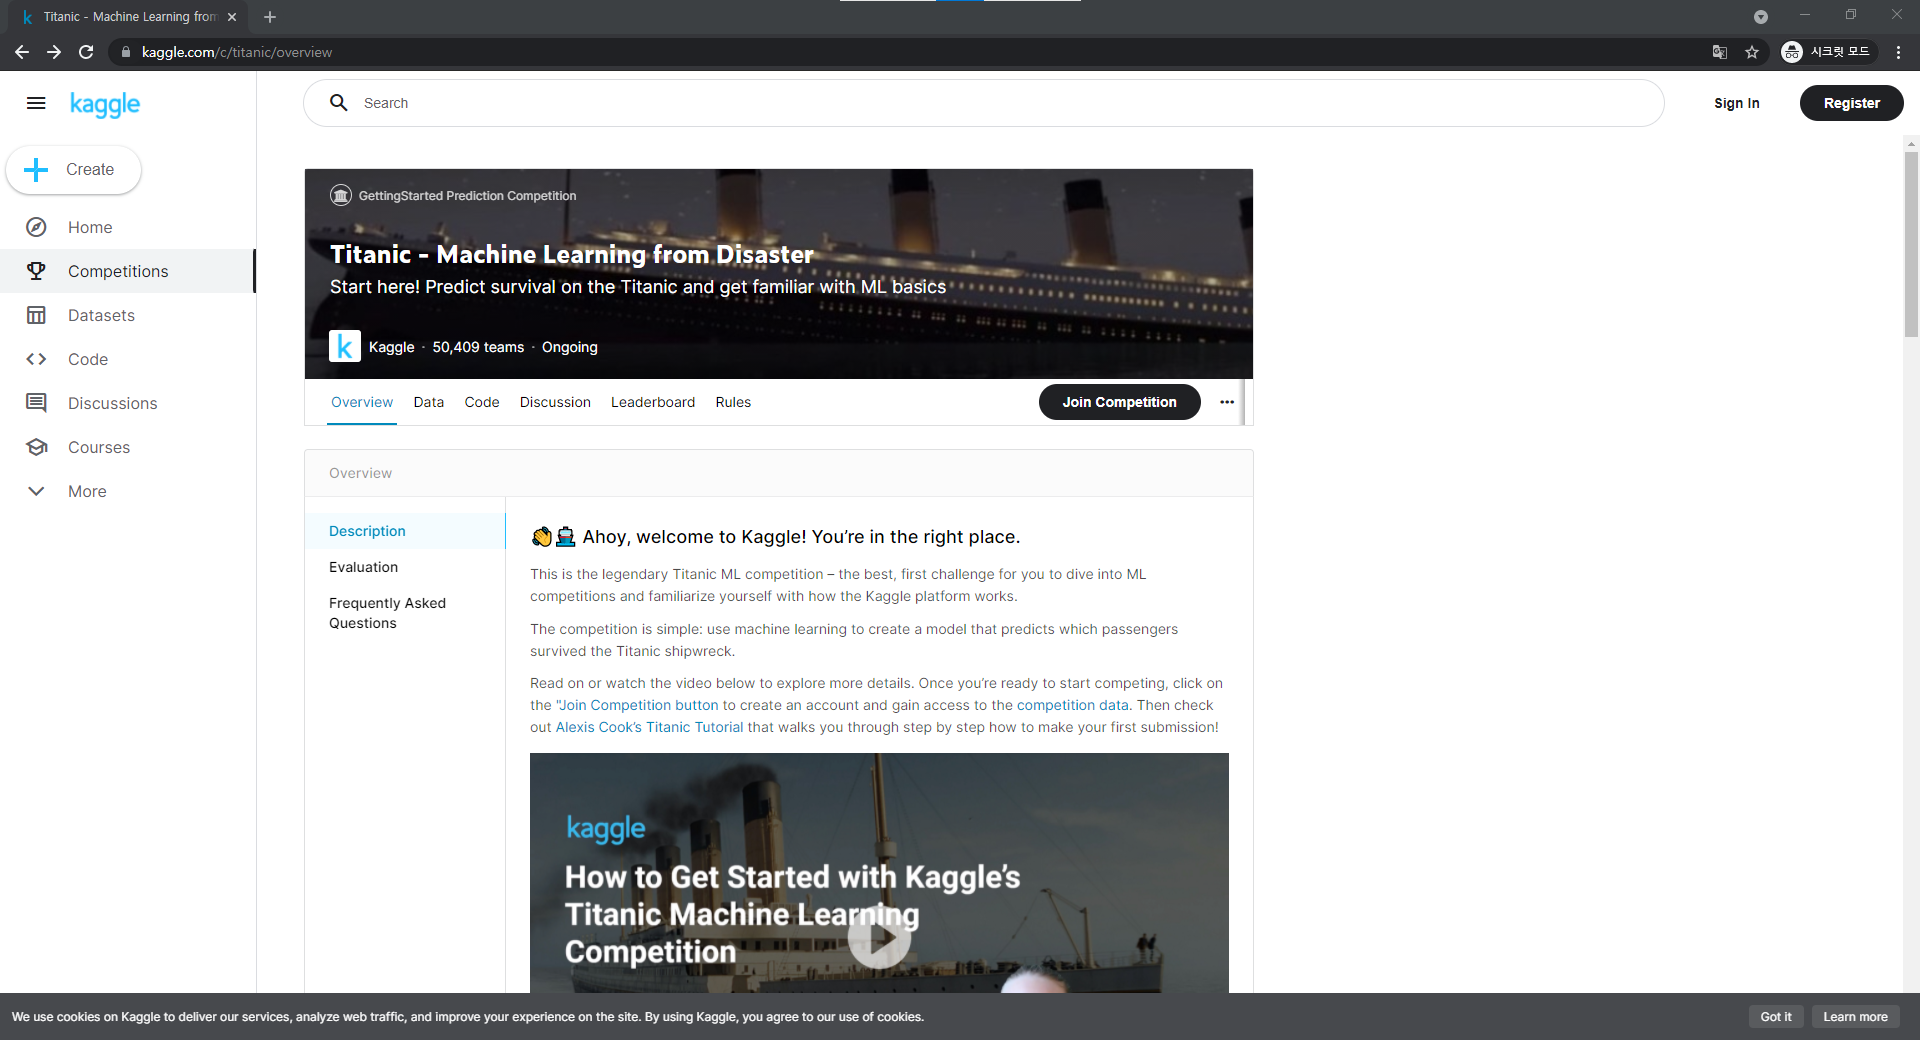 Titanic - Machine Learning from
kaggle.com/c/titanic/overview
시크릿 모드
kaggle
Search
Sign In
Register
Create
Home
Competitions
Datasets
Code
Discussions
Courses
More
GettingStarted Prediction Competition
Titanic - Machine Learning from Disaster
Start here! Predict survival on the Titanic and get familiar with ML basics
k
Kaggle · 50,409 teams · Ongoing
Overview
Data
Code
Discussion
Leaderboard
Rules
Join Competition
Overview
Description
Evaluation
Frequently Asked
Questions
👋🚢 Ahoy, welcome to Kaggle! You’re in the right place.
This is the legendary Titanic ML competition – the best, first challenge for you to dive into ML
competitions and familiarize yourself with how the Kaggle platform works.
The competition is simple: use machine learning to create a model that predicts which passengers
survived the Titanic shipwreck.
Read on or watch the video below to explore more details. Once you’re ready to start competing, click on
the "Join Competition button to create an account and gain access to the competition data. Then check
out Alexis Cook’s Titanic Tutorial that walks you through step by step how to make your first submission!
kaggle
How to Get Started with Kaggle’s
Titanic Machine Learning
Competition
We use cookies on Kaggle to deliver our services, analyze web traffic, and improve your experience on the site. By using Kaggle, you agree to our use of cookies.
Got it
Learn more